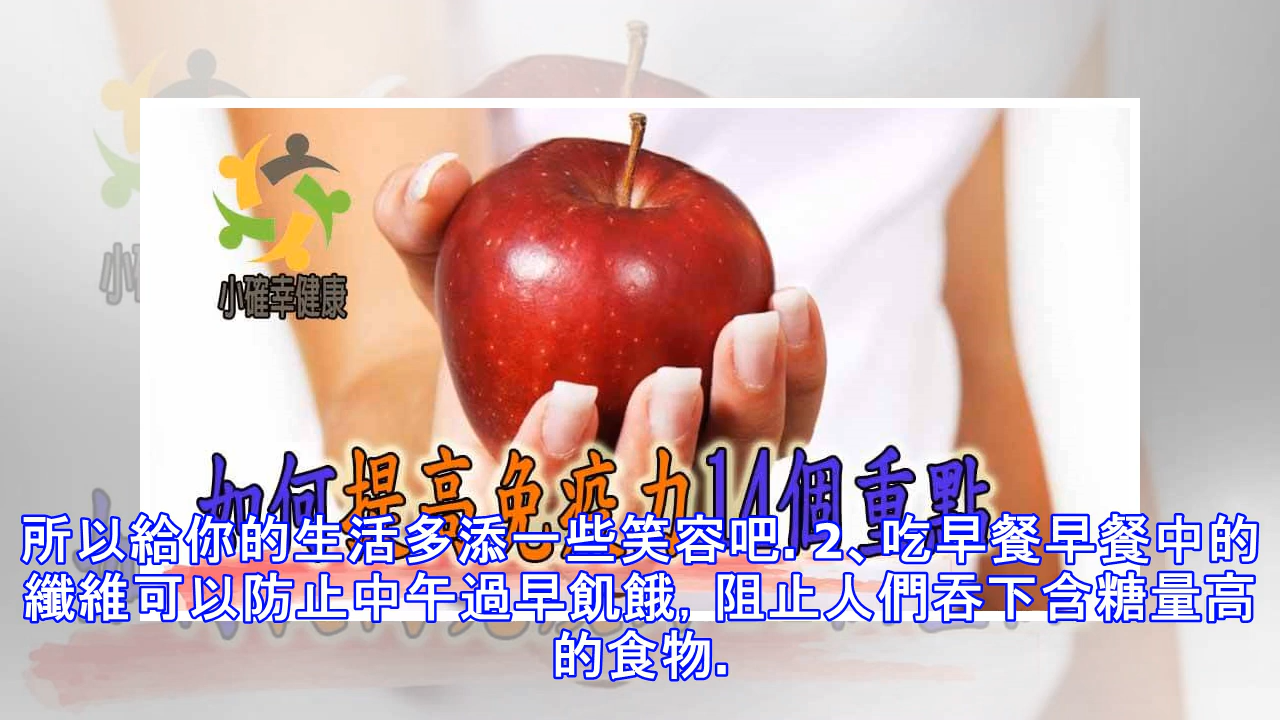 小確幸健康
如何提高免疫力14個重點
所以給你的生活多添一些笑容吧. 2、吃早餐早餐中的
纖維可以防止中午過早飢餓, 阻止人們吞下含糖量高
的食物.